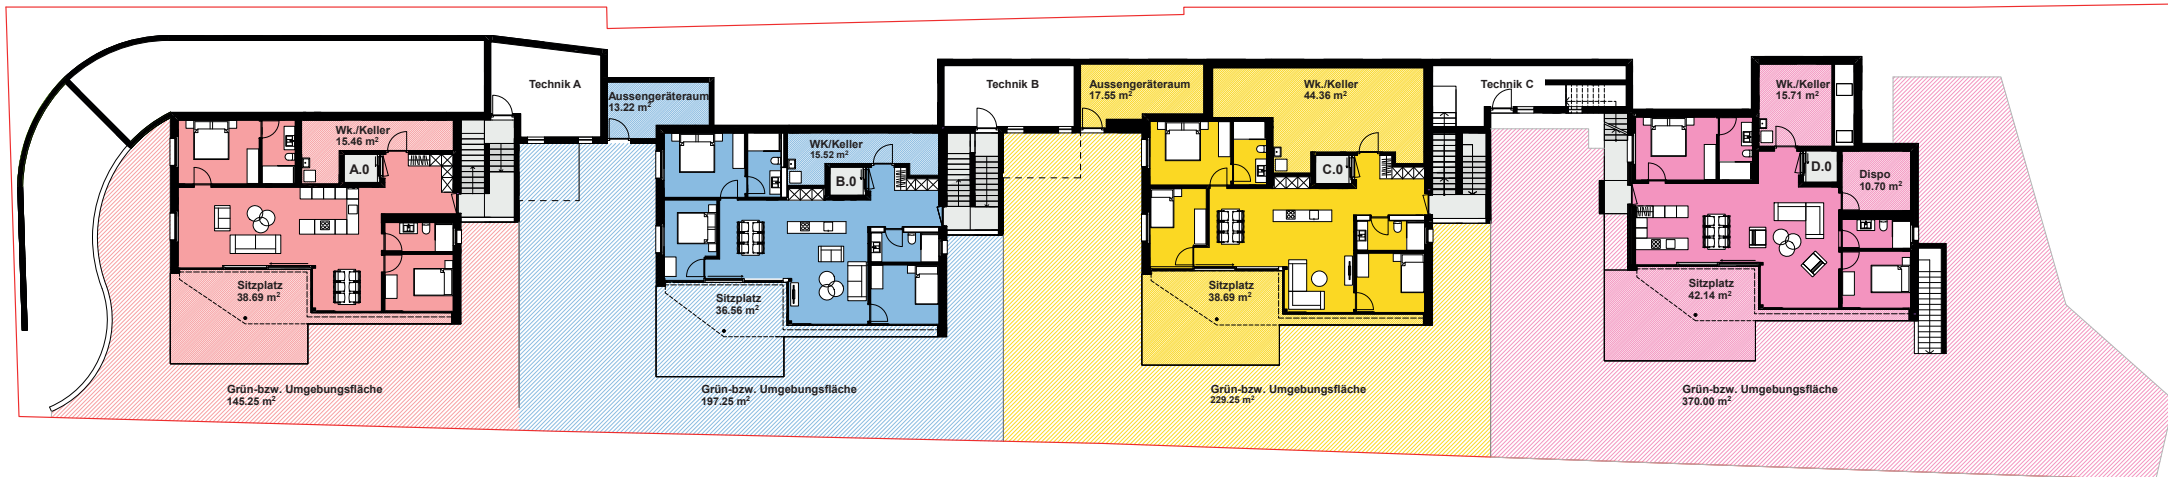 Technik A
Aussengeräteraum
13.22 m²
Wk./Keller
15.46 m²
A.0
Sitzplatz
38.69 m²
Grün-bzw. Umgebungsfläche
145.25 m²
Technik B
WK/Keller
15.52 m²
B.0
Sitzplatz
36.56 m²
Grün-bzw. Umgebungsfläche
197.25 m²
Aussengeräteraum
17.55 m²
Wk./Keller
44.36 m²
C.0
Sitzplatz
38.69 m²
Grün-bzw. Umgebungsfläche
229.25 m²
Technik C
Wk./Keller
15.71 m²
D.0
Dispo
10.70 m²
Sitzplatz
42.14 m²
Grün-bzw. Umgebungsfläche
370.00 m²